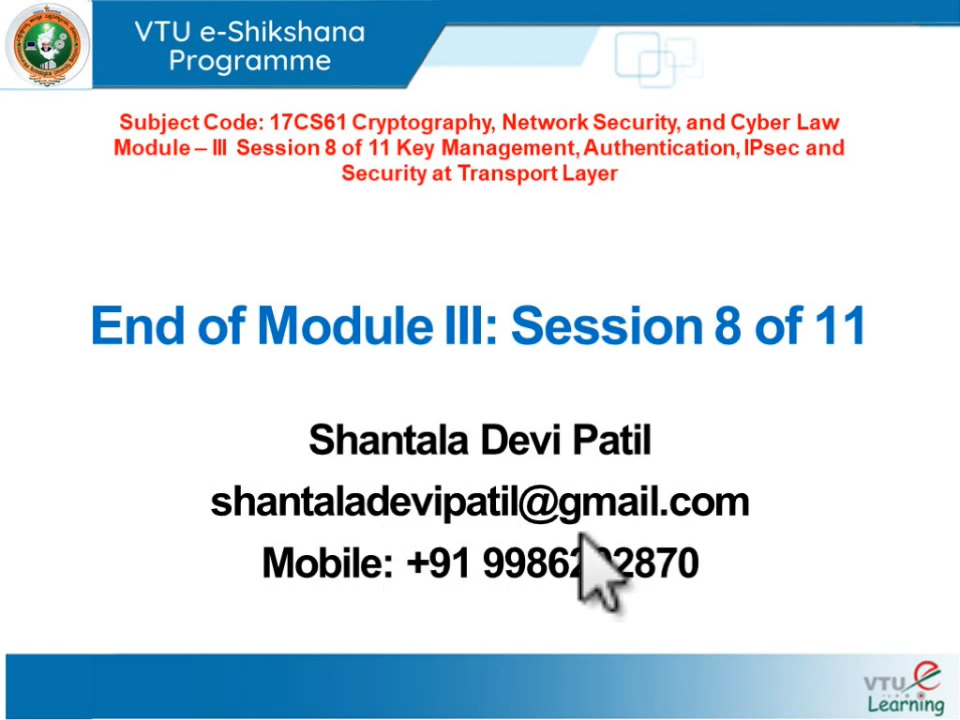 VTU e-Shikshana
Programme
Subject Code: 17CS61 Cryptography, Network Security, and Cyber Law
Module – III Session 8 of 11 Key Management, Authentication, IPsec and
Security at Transport Layer
End of Module III: Session 8 of 11
Shantala Devi Patil
shantaladevipatil@gmail.com
Mobile: +91
VTU e
Learning